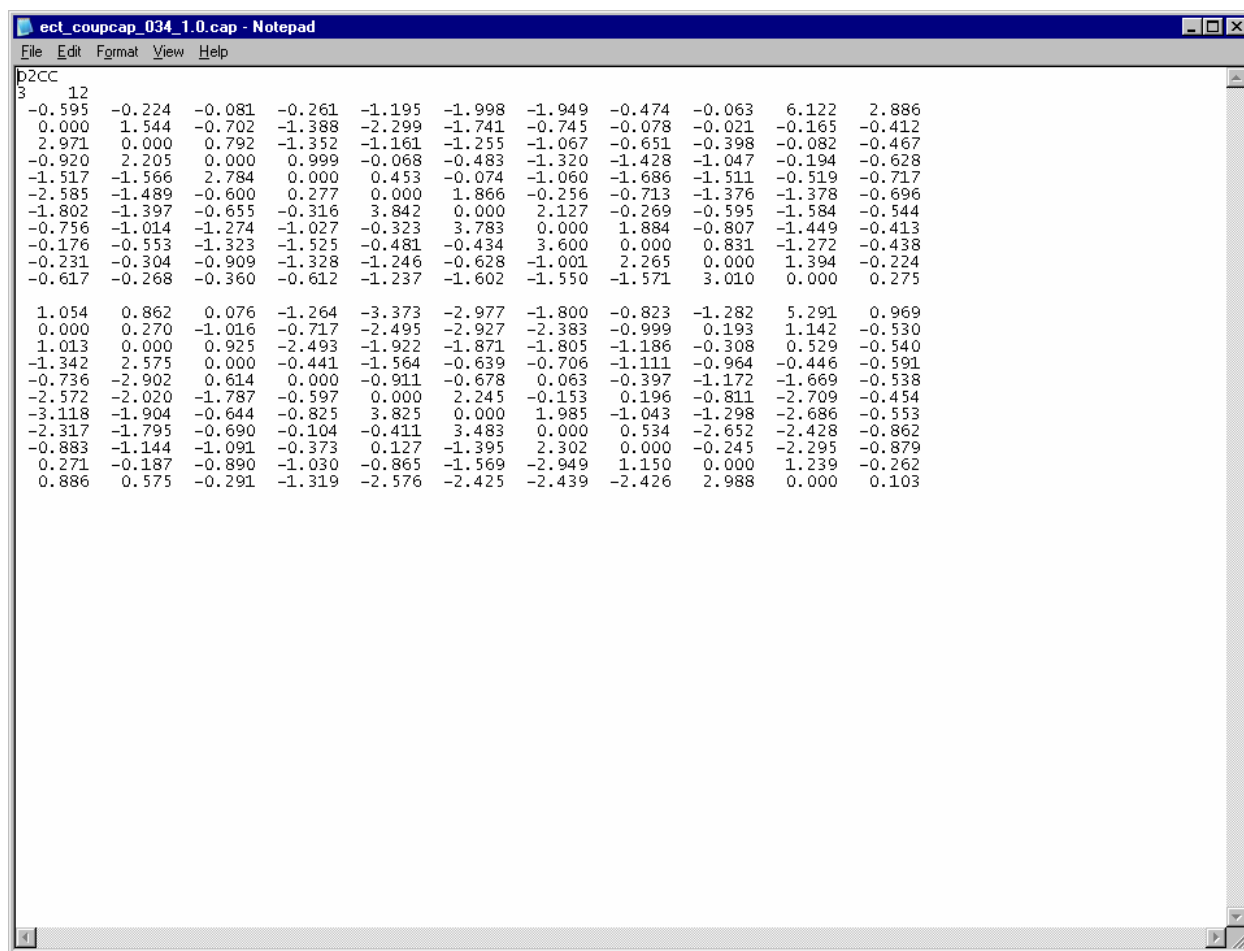 ect_coupcap_034_1.0.cap - Notepad
File Edit Format View Help
p2CC
3 12
-0.595 -0.224 -0.081 -0.261 -1.195 -1.998 -1.949 -0.474 -0.063 6.122 2.886
0.000 1.544 -0.702 -1.388 -2.299 -1.741 -0.745 -0.078 -0.021 -0.165 -0.412
2.971 0.000 0.792 -1.352 -1.161 -1.255 -1.067 -0.651 -0.398 -0.082 -0.467
-0.920 2.205 0.000 0.999 -0.068 -0.483 -1.320 -1.428 -1.047 -0.194 -0.628
-1.517 -1.566 2.784 0.000 0.453 -0.074 -1.060 -1.686 -1.511 -0.519 -0.717
-2.585 -1.489 -0.600 0.277 0.000 1.866 -0.256 -0.713 -1.376 -1.378 -0.696
-1.802 -1.397 -0.655 -0.316 3.842 0.000 2.127 -0.269 -0.595 -1.584 -0.544
-0.756 -1.014 -1.274 -1.027 -0.323 3.783 0.000 1.884 -0.807 -1.449 -0.413
-0.176 -0.553 -1.323 -1.525 -0.481 -0.434 3.600 0.000 0.831 -1.272 -0.438
-0.231 -0.304 -0.909 -1.328 -1.246 -0.628 -1.001 2.265 0.000 1.394 -0.224
-0.617 -0.268 -0.360 -0.612 -1.237 -1.602 -1.550 -1.571 3.010 0.000 0.275
1.054 0.862 0.076 -1.264 -3.373 -2.977 -1.800 -0.823 -1.282 5.291 0.969
0.000 0.270 -1.016 -0.717 -2.495 -2.927 -2.383 -0.999 0.193 1.142 -0.530
1.013 0.000 0.925 -2.493 -1.922 -1.871 -1.805 -1.186 -0.308 0.529 -0.540
-1.342 2.575 0.000 -0.441 -1.564 -0.639 -0.706 -1.111 -0.964 -0.446 -0.591
-0.736 -2.902 0.614 0.000 -0.911 -0.678 0.063 -0.397 -1.172 -1.669 -0.538
-2.572 -2.020 -1.787 -0.597 0.000 2.245 -0.153 0.196 -0.811 -2.709 -0.454
-3.118 -1.904 -0.644 -0.825 3.825 0.000 1.985 -1.043 -1.298 -2.686 -0.553
-2.317 -1.795 -0.690 -0.104 -0.411 3.483 0.000 0.534 -2.652 -2.428 -0.862
-0.883 -1.144 -1.091 -0.373 0.127 -1.395 2.302 0.000 -0.245 -2.295 -0.879
0.271 -0.187 -0.890 -1.030 -0.865 -1.569 -2.949 1.150 0.000 1.239 -0.262
0.886 0.575 -0.291 -1.319 -2.576 -2.425 -2.439 -2.426 2.988 0.000 0.103